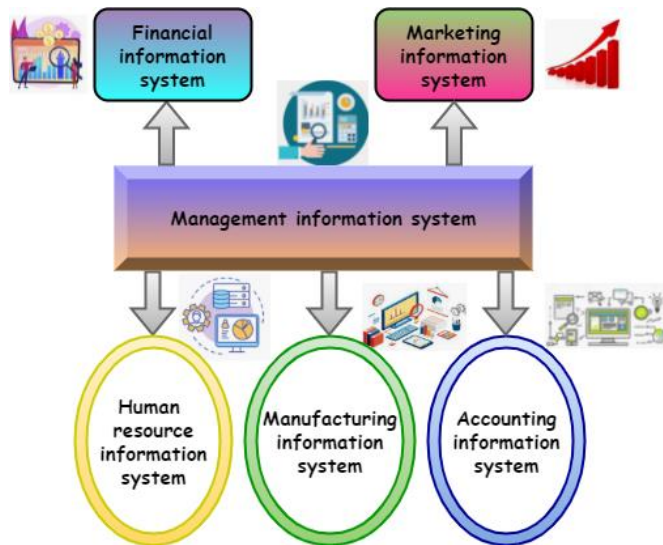 Financial
information
system
Marketing
information
system
Management information system
Human
resource
information
system
Manufacturing
information
system
Accounting
information
system